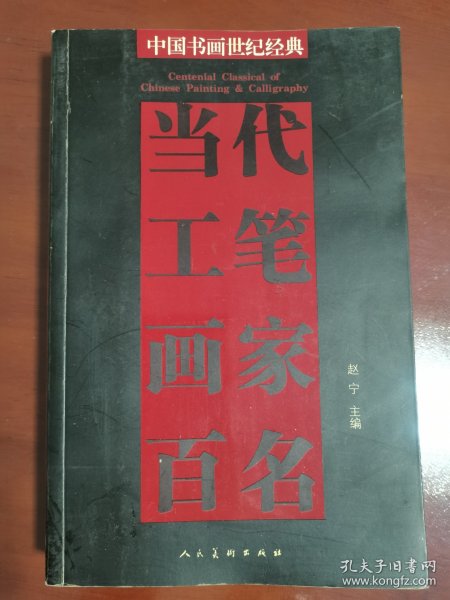 中国书画世纪经典
Centenial Classical of
Chinese Painting & Calligraphy
当代
工笔
画家
百名
赵宁 主编
人民美术出版社
孔夫子旧书网
www.kongfz.com